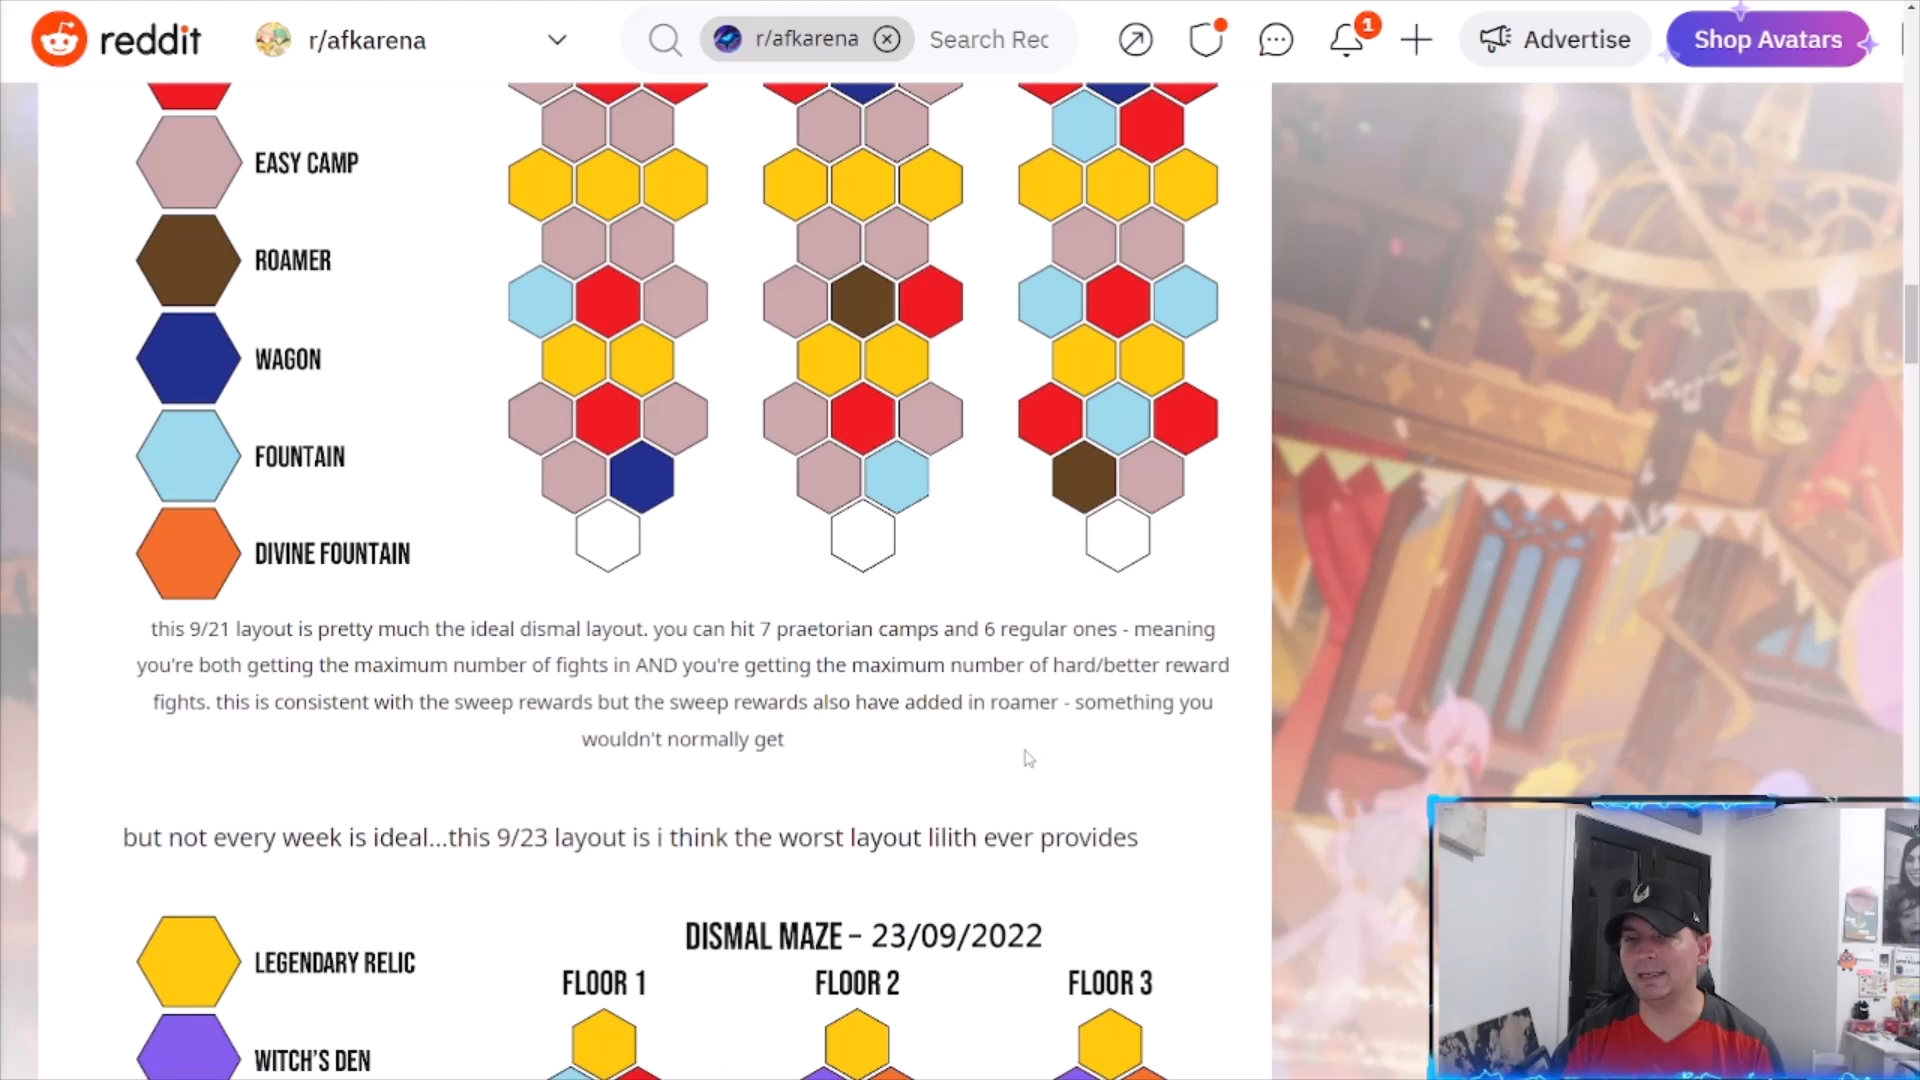 reddit
r/afkarena
r/afkarena
Search Rec
1
Advertise
Shop Avatars
EASY CAMP
ROAMER
WAGON
FOUNTAIN
DIVINE FOUNTAIN
this 9/21 layout is pretty much the ideal dismal layout. you can hit 7 praetorian camps and 6 regular ones - meaning
you're both getting the maximum number of fights in AND you're getting the maximum number of hard/better reward
fights. this is consistent with the sweep rewards but the sweep rewards also have added in roamer - something you
wouldn't normally get
but not every week is ideal...this 9/23 layout is i think the worst layout lilith ever provides
DISMAL MAZE – 23/09/2022
LEGENDARY RELIC
FLOOR 1
FLOOR 2
FLOOR 3
WITCH'S DEN